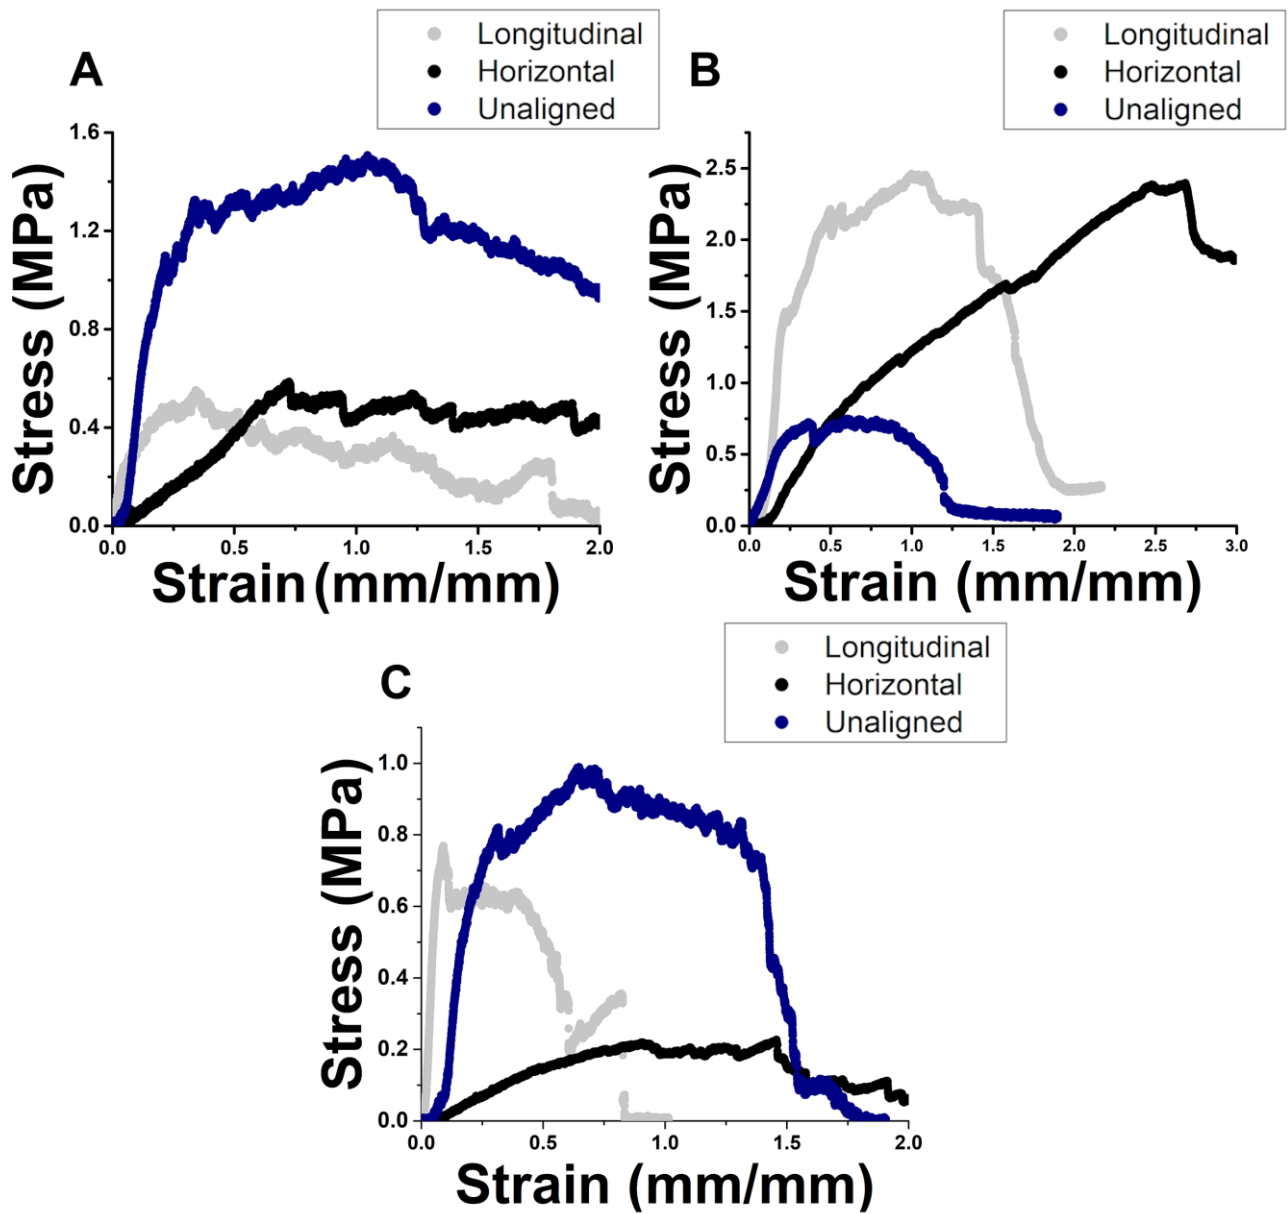 A
Longitudinal
Horizontal
Unaligned
1.6
1.2
0.8
0.4
0.0
Stress (MPa)
0.0 0.5 1.0 1.5 2.0
Strain (mm/mm)
B
Longitudinal
Horizontal
Unaligned
2.5
2.0
1.5
1.0
0.5
0.0
Stress (MPa)
0.0 0.5 1.0 1.5 2.0 2.5 3.0
Strain (mm/mm)
C
Longitudinal
Horizontal
Unaligned
1.0
0.8
0.6
0.4
0.2
0.0
Stress (MPa)
0.0 0.5 1.0 1.5 2.0
Strain (mm/mm)